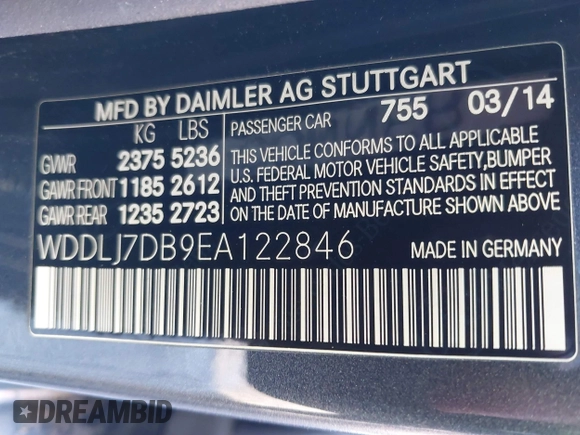 MFD BY DAIMLER AG STUTTGART
KG LBS
GVWR 2375 5236
GAWR FRONT 1185 2612
GAWR REAR 1235 2723
PASSENGER CAR 755 03/14
THIS VEHICLE CONFORMS TO ALL APPLICABLE
U.S. FEDERAL MOTOR VEHICLE SAFETY,BUMPER
AND THEFT PREVENTION STANDARDS IN EFFECT
ON THE DATE OF MANUFACTURE SHOWN ABOVE
WDDLJ7DB9EA122846 MADE IN GERMANY
DREAMBID